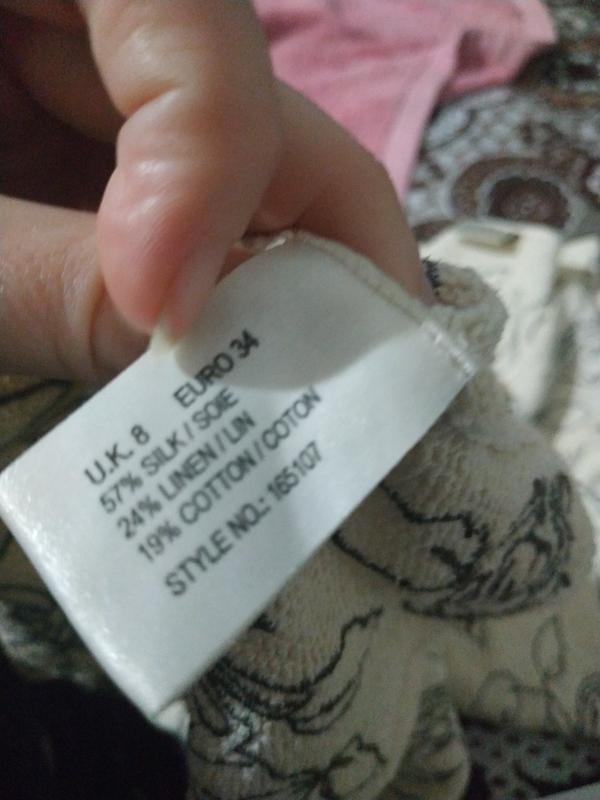 U.K. 8 EURO 34
57% SILK / SOIE
24% LINEN / LIN
19% COTTON / COTON
STYLE NO.: 165107